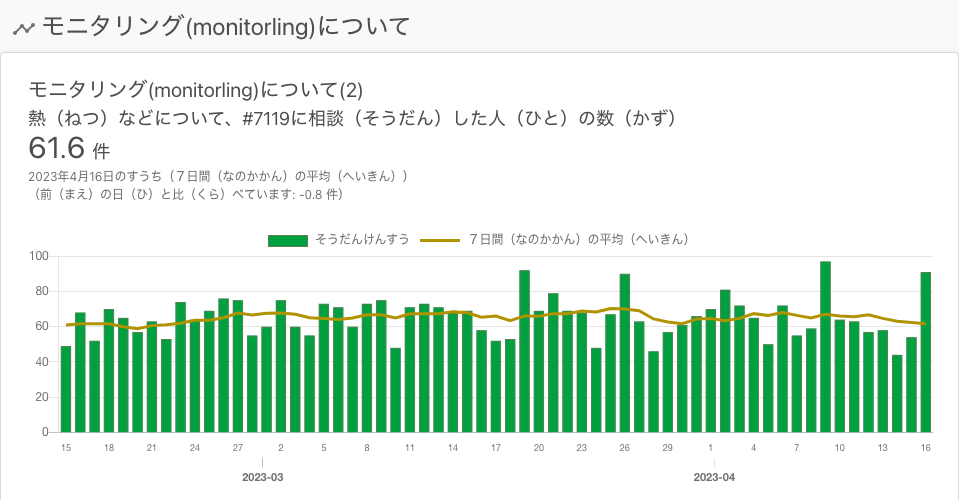 モニタリング(monitorling)について
モニタリング(monitorling)について(2)
熱（ねつ）などについて、#7119に相談（そうだん）した人（ひと）の数（かず）
61.6 件
2023年4月16日のすうち（７日間（なのかかん）の平均（へいきん））
（前（まえ）の日（ひ）と比（くら）べています: -0.8 件）
そうだんけんすう ７日間（なのかかん）の平均（へいきん）
100
80
60
40
20
0
15 18 21 24 27 2 5 8 11 14 17 20 23 26 29 1 4 7 10 13 16
2023-03 2023-04